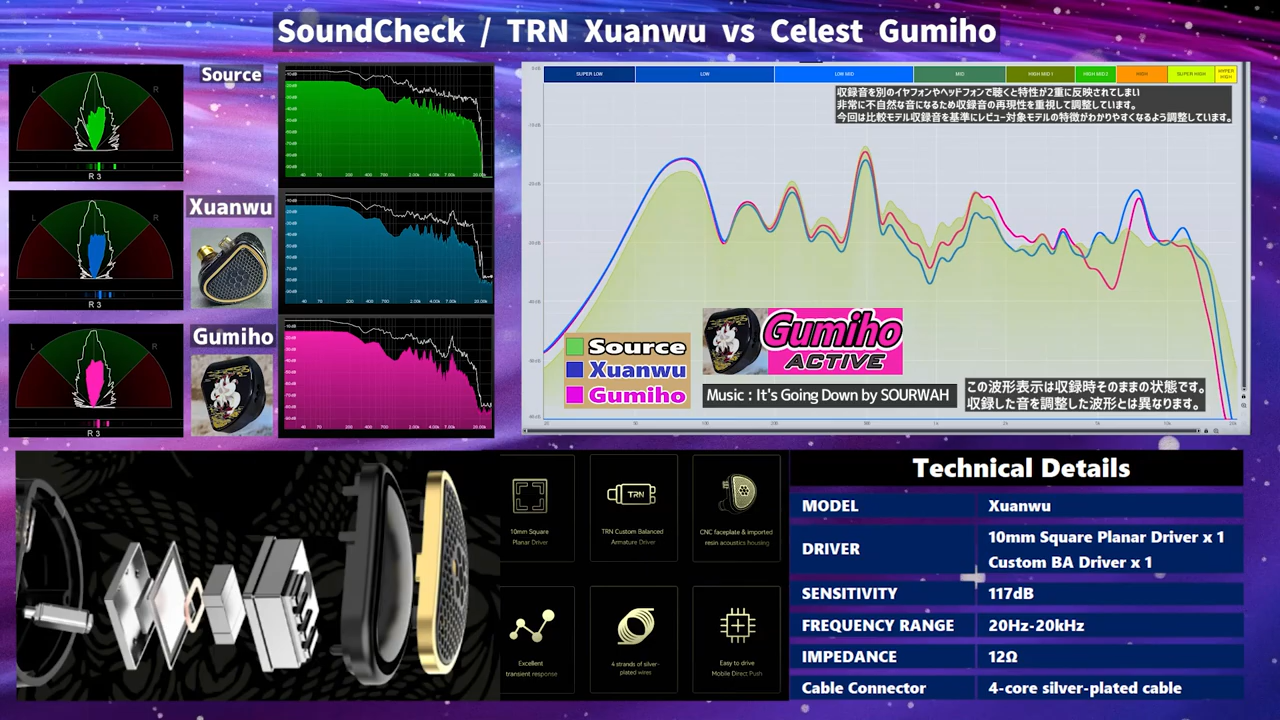 SoundCheck / TRN Xuanwu vs Celest Gumiho
Source
L
R
R 3
Xuanwu
L
R
R 3
Gumiho
L
R
R 3
SUPER LOW
LOW
LOW MID
MID
HIGH MID 1
HIGH MID 2
HIGH
SUPER HIGH
HYPER HIGH
収録音を別のイヤフォンやヘッドフォンで聴くと特性が2重に反映されてしまい
非常に不自然な音になるため収録音の再現性を重視して調整しています。
今回は比較モデル収録音を基準にレビュー対象モデルの特徴がわかりやすくなるよう調整しています。
Source
Xuanwu
Gumiho
Gumiho
ACTIVE
Music : It's Going Down by SOURWAH
この波形表示は収録時そのままの状態です。
収録した音を調整した波形とは異なります。
10mm Square
Planar Driver
TRN
TRN Custom Balanced
Armature Driver
CNC faceplate & imported
resin acoustics housing
Excellent
transient response
4 strands of silver-
plated wires
Easy to drive
Mobile Direct Push
Technical Details
MODEL
Xuanwu
DRIVER
10mm Square Planar Driver x 1
Custom BA Driver x 1
SENSITIVITY
117dB
FREQUENCY RANGE
20Hz-20kHz
IMPEDANCE
12Ω
Cable Connector
4-core silver-plated cable